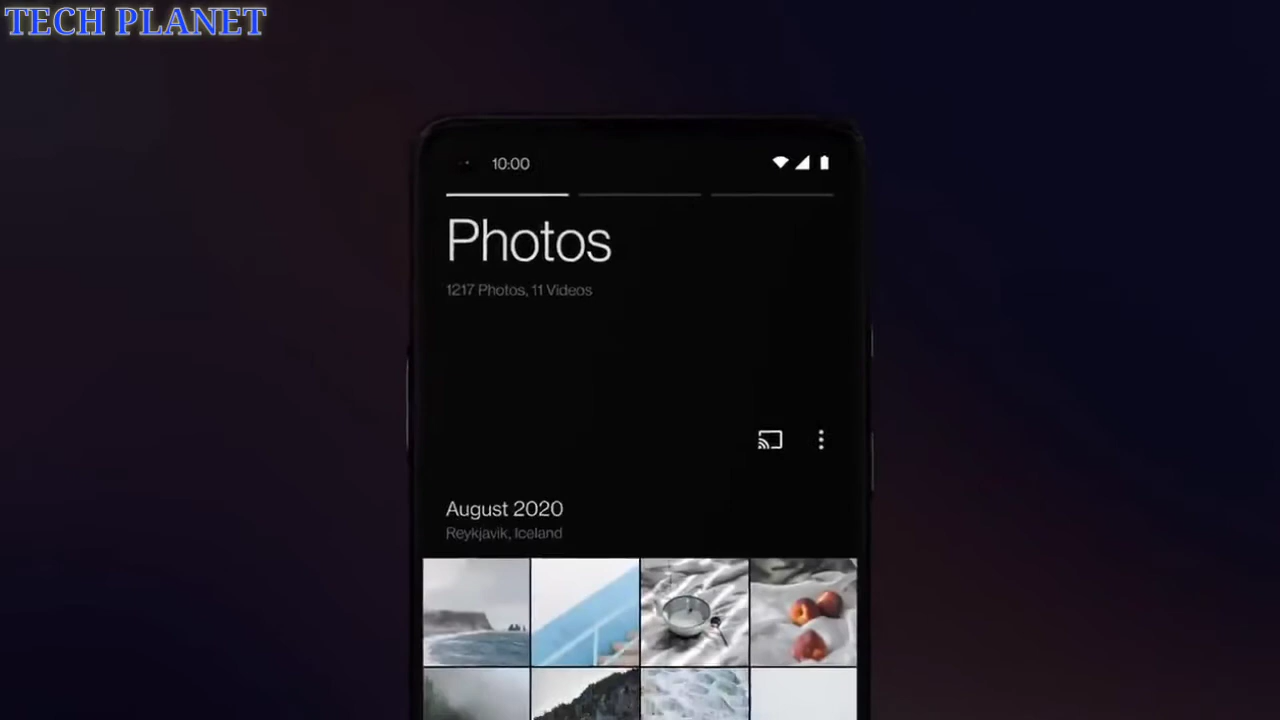 TECH PLANET
10:00
Photos
1217 Photos, 11 Videos
August 2020
Reykjavik, Iceland